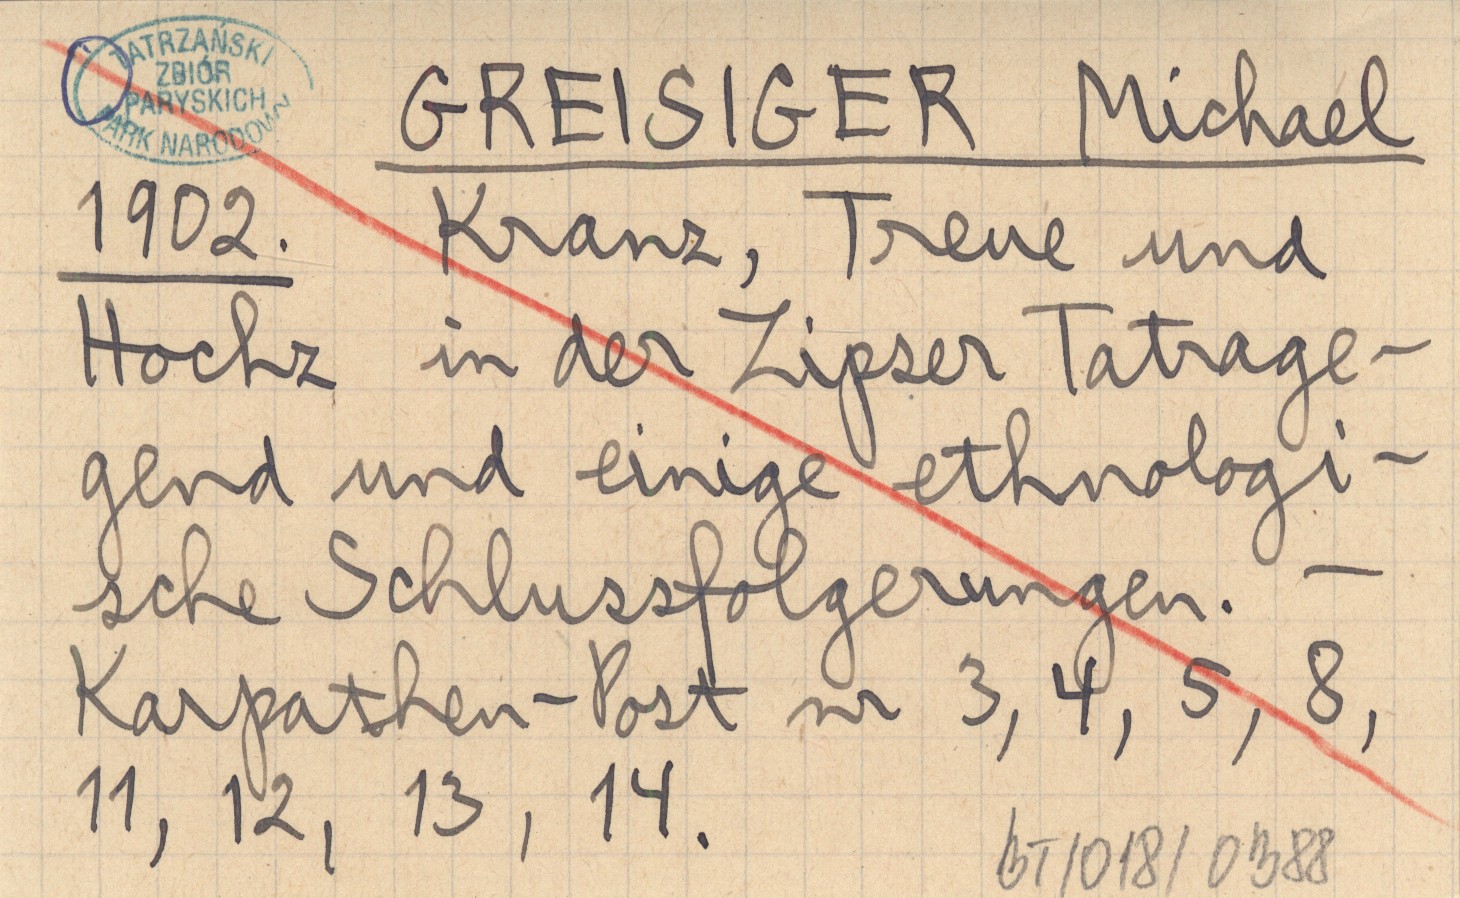 TATRZAŃSKI
ZBIÓR
PARYSKICH
PARK NARODOWY
GREISIGER Michael
1902. Kranz, Treue und
Hochz in der Zipser Tatrage-
gend und einige ethnologi-
sche Schlussfolgerungen. —
Karpathen-Post nr 3, 4, 5, 8,
11, 12, 13, 14.
BT/018/0388